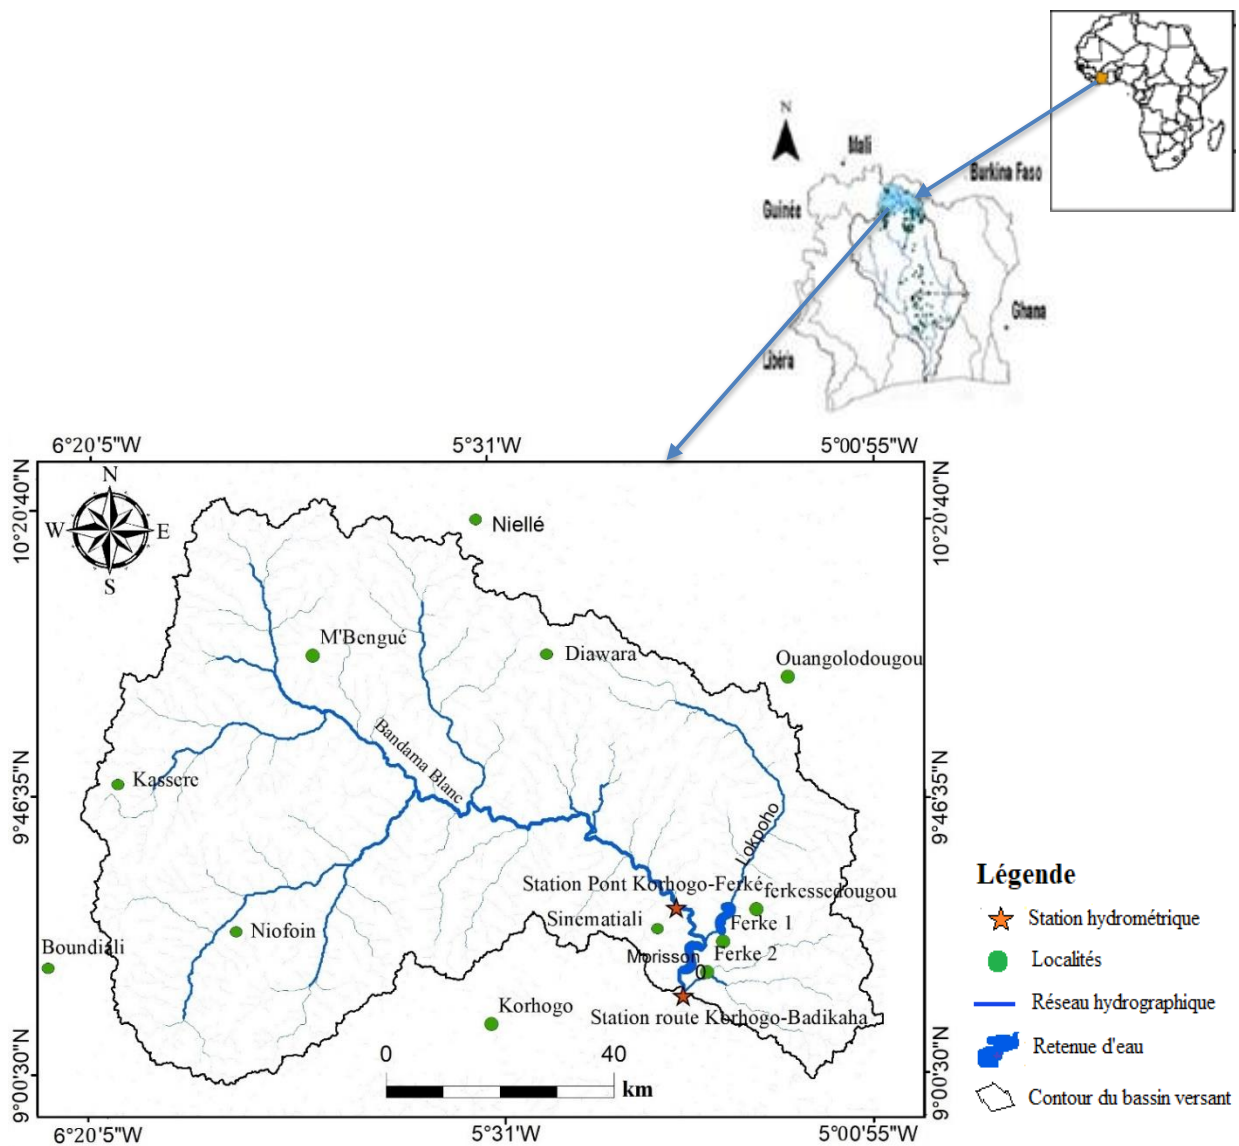 N
Mali
Burkina Faso
Guinée
Ghana
Libéria
6°20'5"W
5°31'W
5°00'55"W
10°20'40"N
10°20'40"N
N
W
E
S
Niellé
M'Bengué
Diawara
Ouangolodougou
Bandama Blanc
Kassere
9°46'35"N
9°46'35"N
Lokpoho
Station Pont Korhogo-Ferké
ferkessedougou
Sinematiali
Ferke 1
Niofoin
Boundiali
Morisson
0
Ferke 2
Korhogo
Station route Korhogo-Badikaha
0
40
km
9°00'30"N
9°00'30"N
6°20'5"W
5°31'W
5°00'55"W
Légende
Station hydrométrique
Localités
Réseau hydrographique
Retenue d'eau
Contour du bassin versant